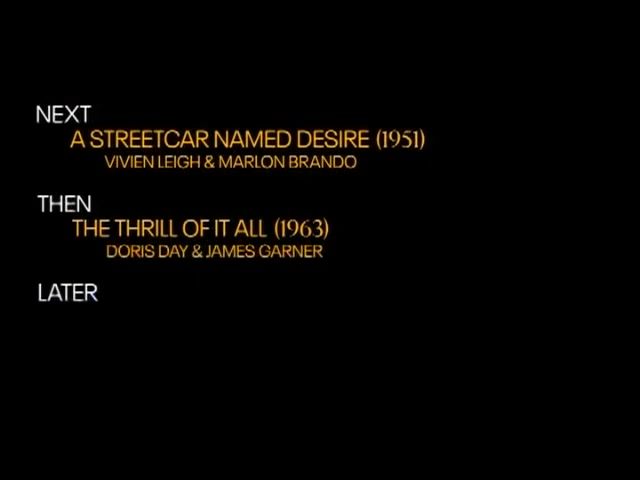 NEXT
A STREETCAR NAMED DESIRE (1951)
VIVIEN LEIGH & MARLON BRANDO
THEN
THE THRILL OF IT ALL (1963)
DORIS DAY & JAMES GARNER
LATER